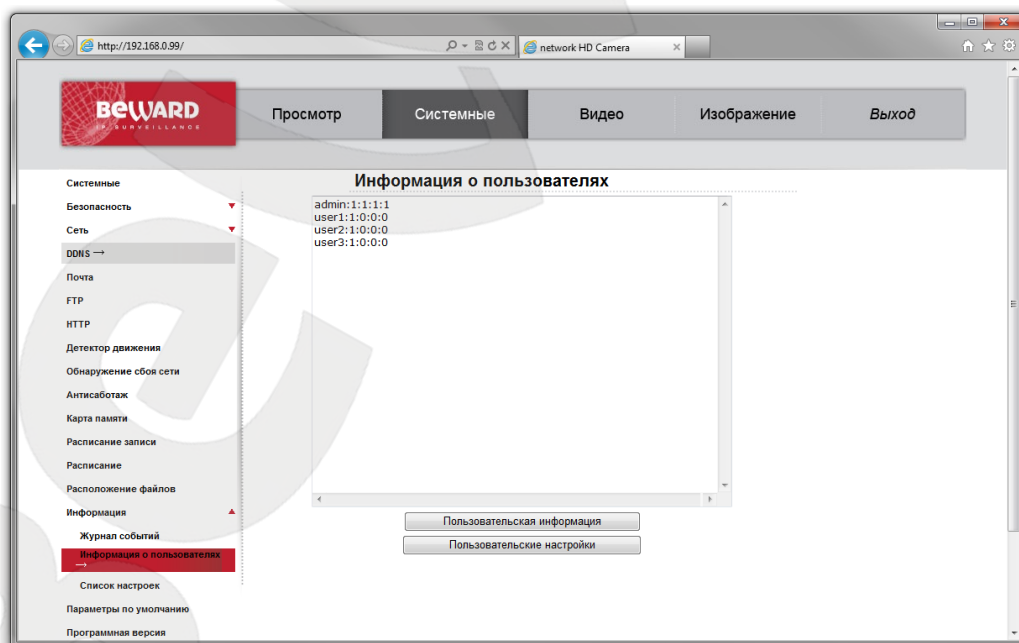 http://192.168.0.99/
network HD Camera
BEWARD
IP SURVEILLANCE
Просмотр
Системные
Видео
Изображение
Выход
Системные
Безопасность
Сеть
DDNS →
Почта
FTP
HTTP
Детектор движения
Обнаружение сбоя сети
Антисаботаж
Карта памяти
Расписание записи
Расписание
Расположение файлов
Информация
Журнал событий
Информация о пользователях
→
Список настроек
Параметры по умолчанию
Программная версия
Информация о пользователях
admin:1:1:1:1
user1:1:0:0:0
user2:1:0:0:0
user3:1:0:0:0
Пользовательская информация
Пользовательские настройки